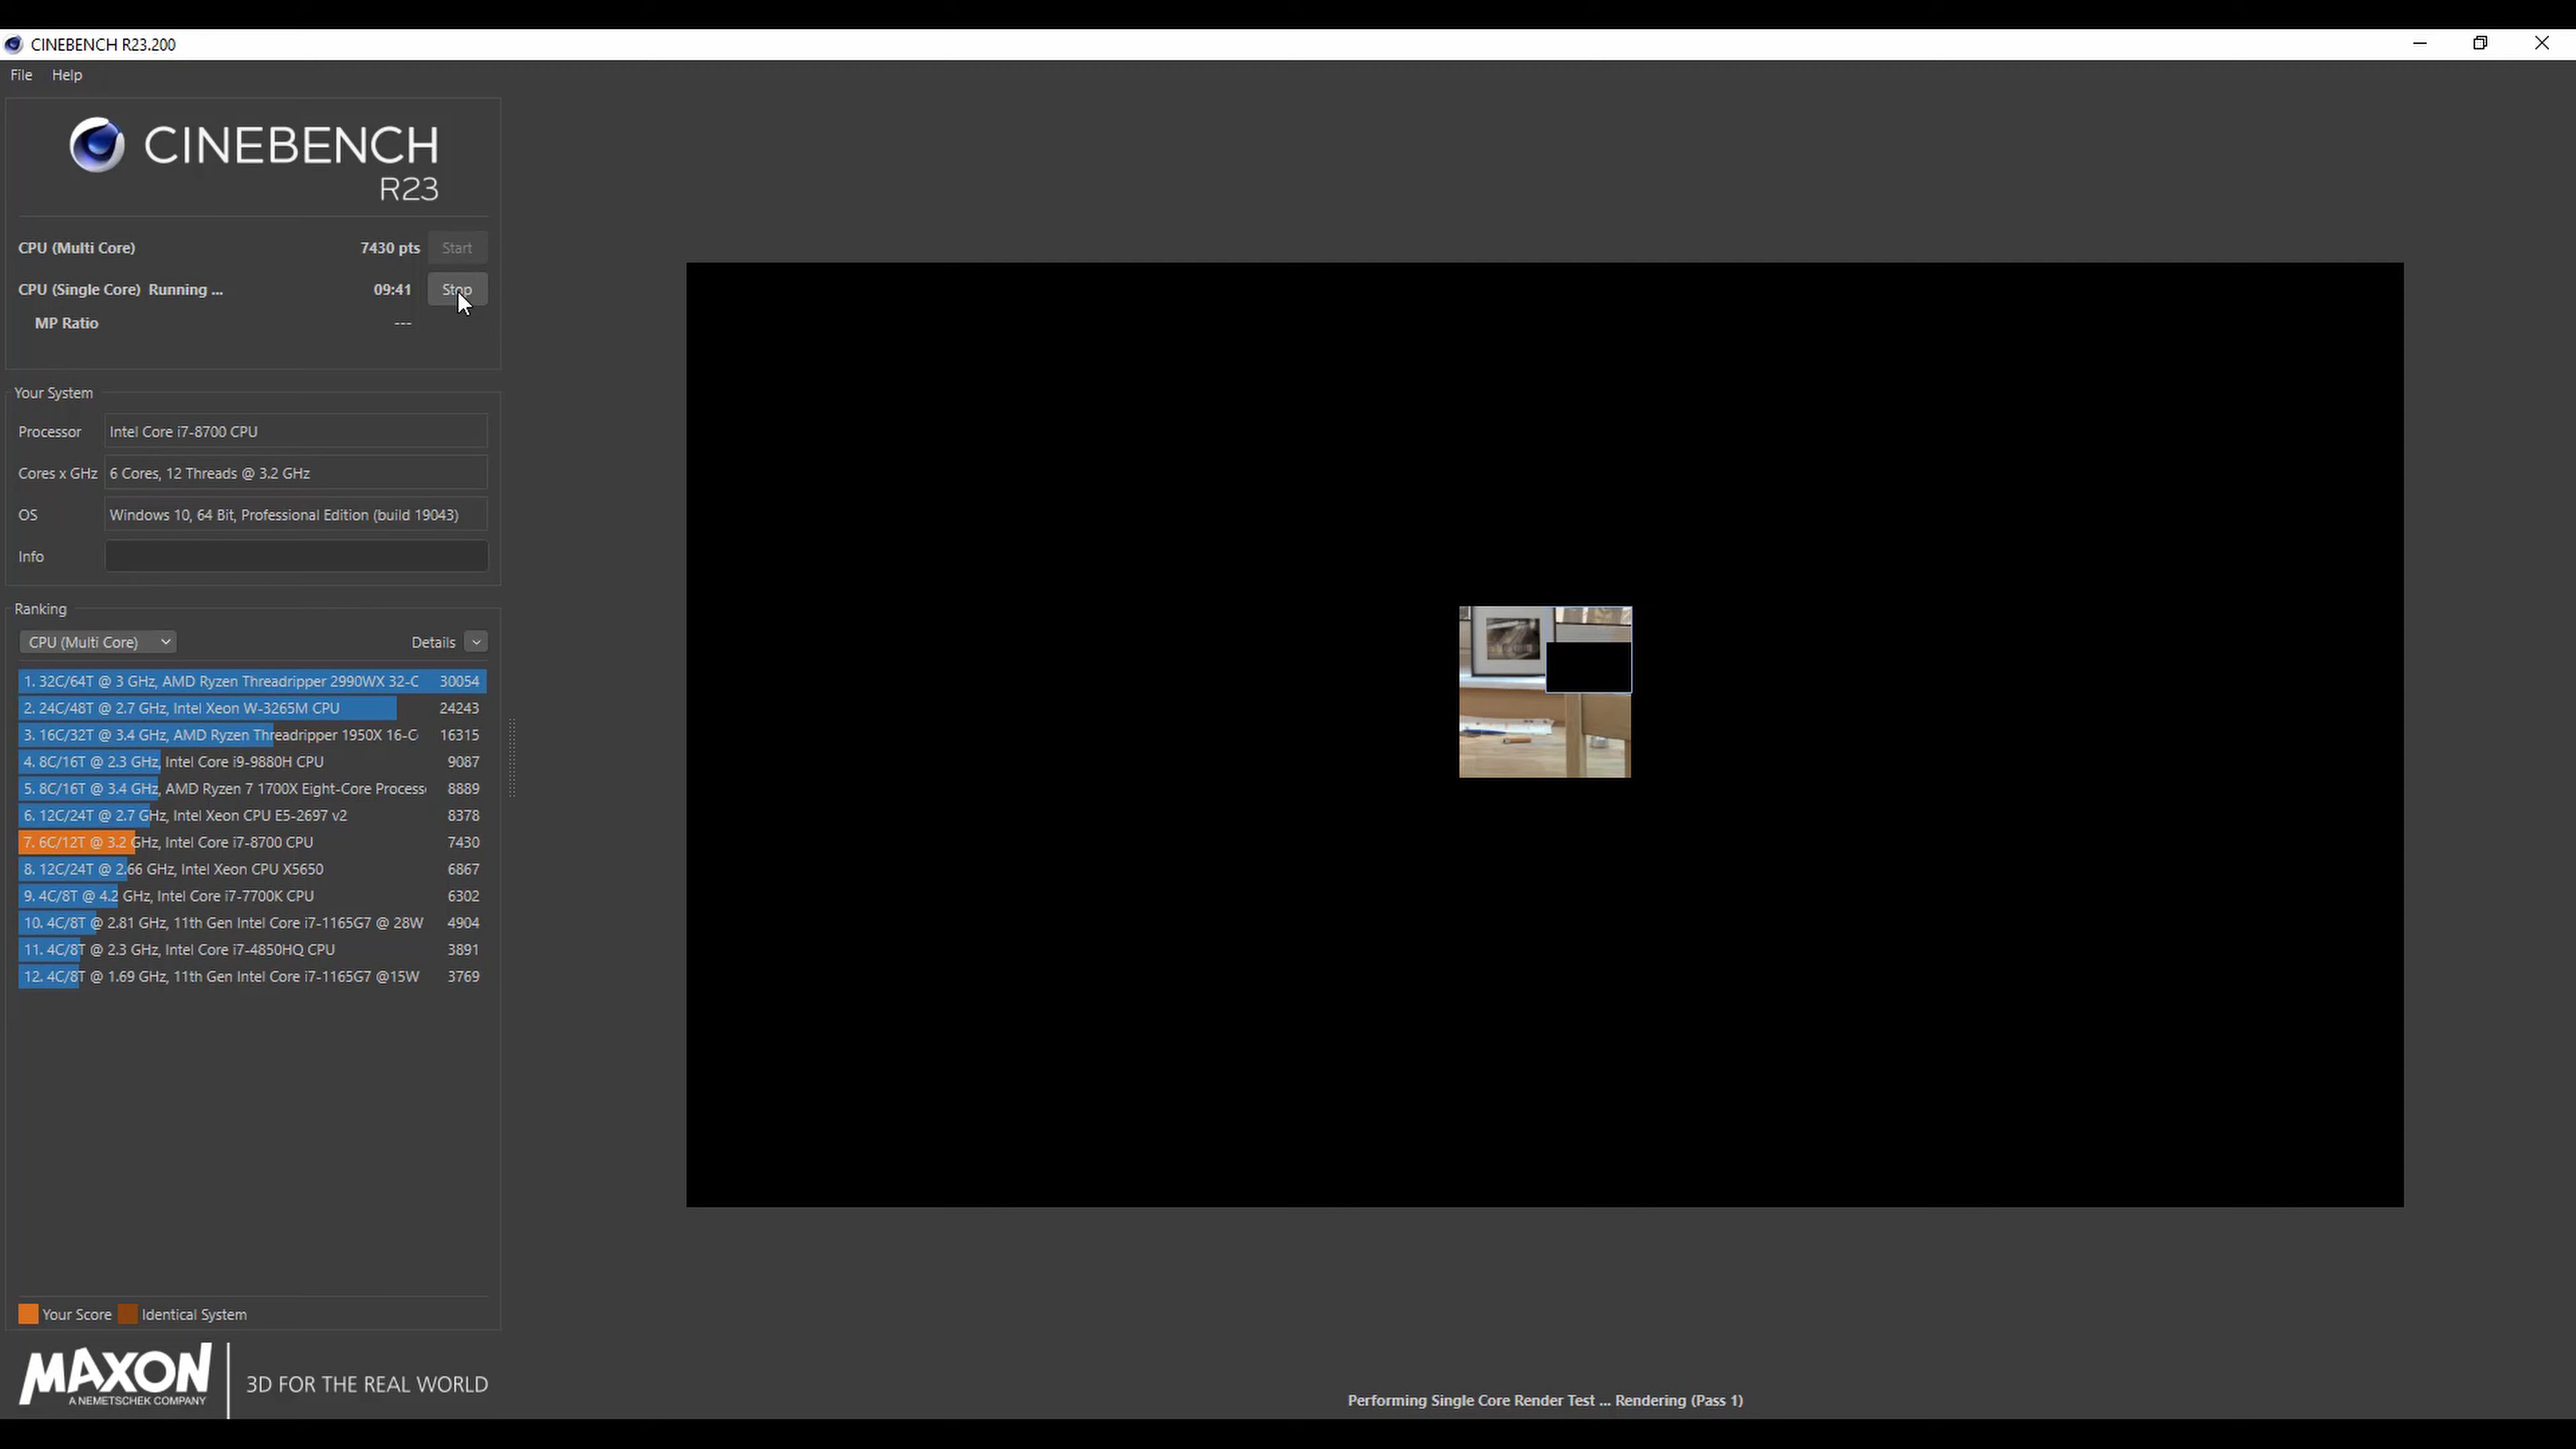 CINEBENCH R23.200
File Help
CINEBENCH
R23
CPU (Multi Core) 7430 pts Start
CPU (Single Core) Running ... 09:41 Stop
MP Ratio ---
Your System
Processor Intel Core i7-8700 CPU
Cores x GHz 6 Cores, 12 Threads @ 3.2 GHz
OS Windows 10, 64 Bit, Professional Edition (build 19043)
Info
Ranking
CPU (Multi Core) Details
1. 32C/64T @ 3 GHz, AMD Ryzen Threadripper 2990WX 32-C 30054
2. 24C/48T @ 2.7 GHz, Intel Xeon W-3265M CPU 24243
3. 16C/32T @ 3.4 GHz, AMD Ryzen Threadripper 1950X 16-C 16315
4. 8C/16T @ 2.3 GHz, Intel Core i9-9880H CPU 9087
5. 8C/16T @ 3.4 GHz, AMD Ryzen 7 1700X Eight-Core Process 8889
6. 12C/24T @ 2.7 GHz, Intel Xeon CPU E5-2697 v2 8378
7. 6C/12T @ 3.2 GHz, Intel Core i7-8700 CPU 7430
8. 12C/24T @ 2.66 GHz, Intel Xeon CPU X5650 6867
9. 4C/8T @ 4.2 GHz, Intel Core i7-7700K CPU 6302
10. 4C/8T @ 2.81 GHz, 11th Gen Intel Core i7-1165G7 @ 28W 4904
11. 4C/8T @ 2.3 GHz, Intel Core i7-4850HQ CPU 3891
12. 4C/8T @ 1.69 GHz, 11th Gen Intel Core i7-1165G7 @15W 3769
Your Score Identical System
MAXON
A NEMETSCHEK COMPANY
3D FOR THE REAL WORLD
Performing Single Core Render Test ... Rendering (Pass 1)